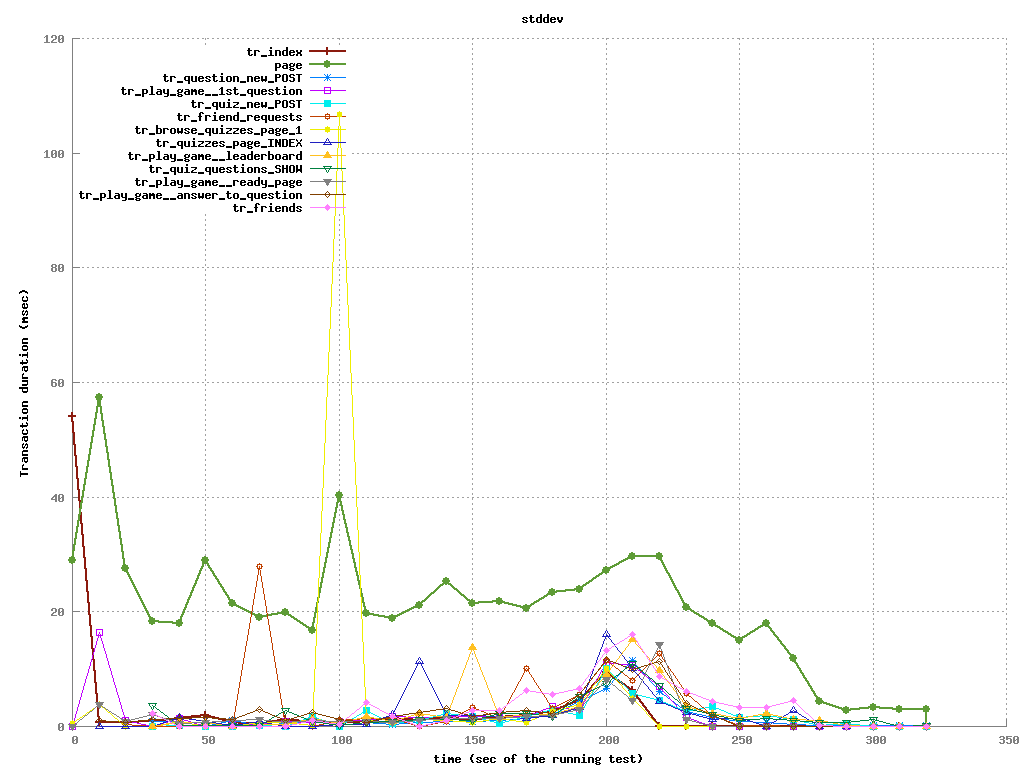 stddev
120
100
80
60
40
20
0
0
50
100
150
200
250
300
350
Transaction duration (msec)
time (sec of the running test)
tr_index
page
tr_question_new_POST
tr_play_game__1st_question
tr_quiz_new_POST
tr_friend_requests
tr_browse_quizzes_page_1
tr_quizzes_page_INDEX
tr_play_game__leaderboard
tr_quiz_questions_SHOW
tr_play_game__ready_page
tr_play_game__answer_to_question
tr_friends